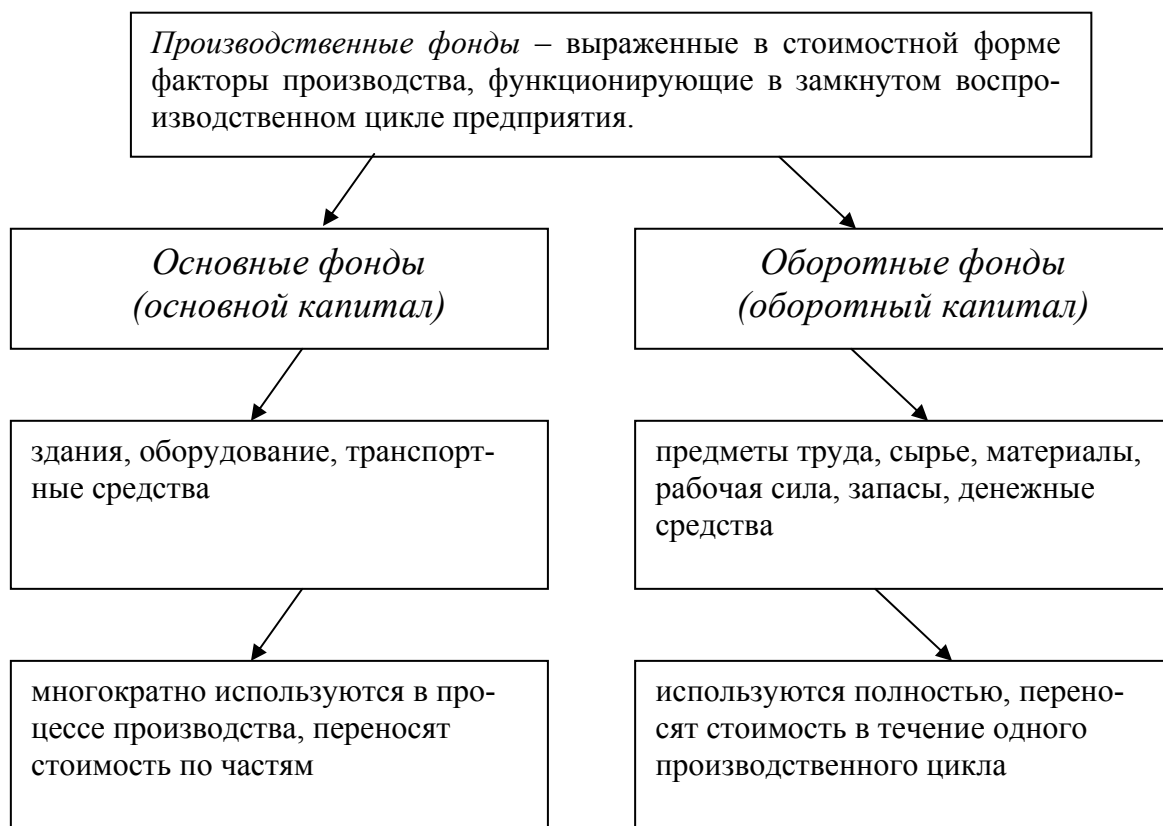 Производственные фонды – выраженные в стоимостной форме
факторы производства, функционирующие в замкнутом воспро-
изводственном цикле предприятия.
Основные фонды
(основной капитал)
Оборотные фонды
(оборотный капитал)
здания, оборудование, транспорт-
ные средства
предметы труда, сырье, материалы,
рабочая сила, запасы, денежные
средства
многократно используются в про-
цессе производства, переносят
стоимость по частям
используются полностью, перено-
сят стоимость в течение одного
производственного цикла